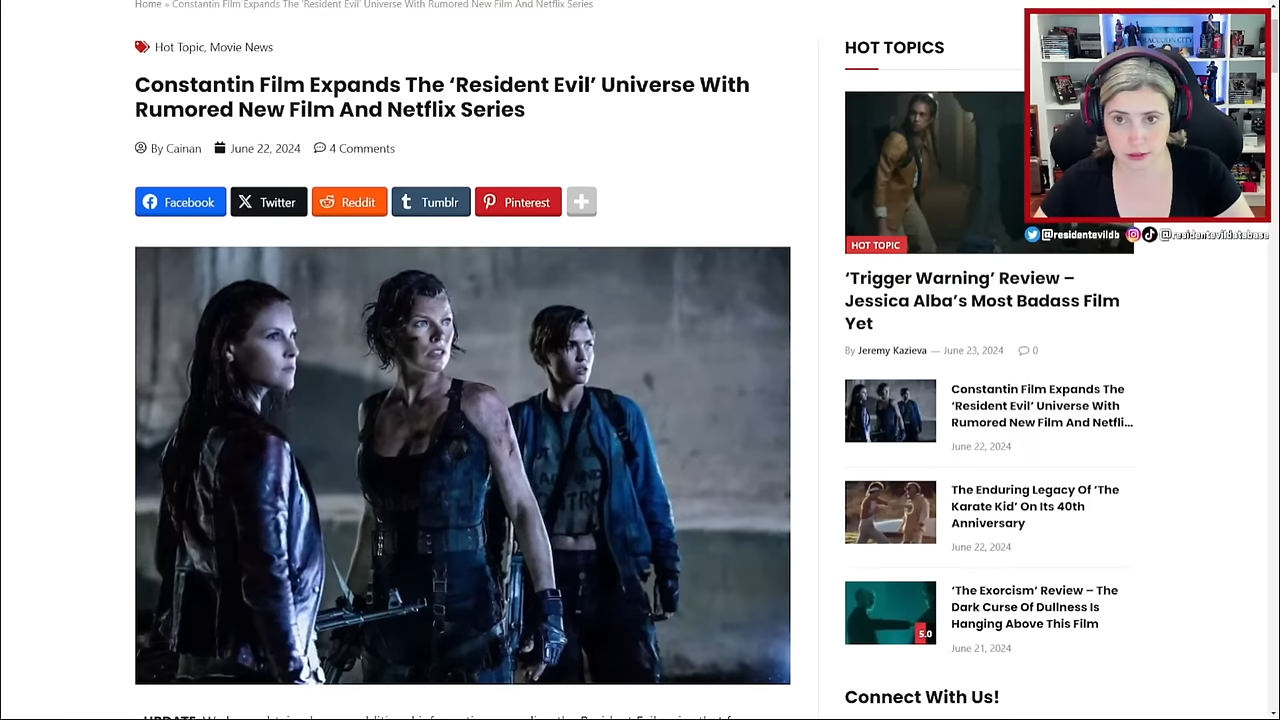 Home » Constantin Film Expands The 'Resident Evil' Universe With Rumored New Film And Netflix Series
Hot Topic, Movie News
Constantin Film Expands The ‘Resident Evil’ Universe With
Rumored New Film And Netflix Series
By Cainan June 22, 2024 4 Comments
Facebook Twitter Reddit Tumblr Pinterest
HOT TOPICS
HOT TOPIC
@residentevildb @residentevildatabase
‘Trigger Warning’ Review –
Jessica Alba’s Most Badass Film
Yet
By Jeremy Kazieva — June 23, 2024 0
Constantin Film Expands The
‘Resident Evil’ Universe With
Rumored New Film And Netfli...
June 22, 2024
The Enduring Legacy Of ‘The
Karate Kid’ On Its 40th
Anniversary
June 22, 2024
‘The Exorcism’ Review – The
Dark Curse Of Dullness Is
Hanging Above This Film
5.0
June 21, 2024
Connect With Us!